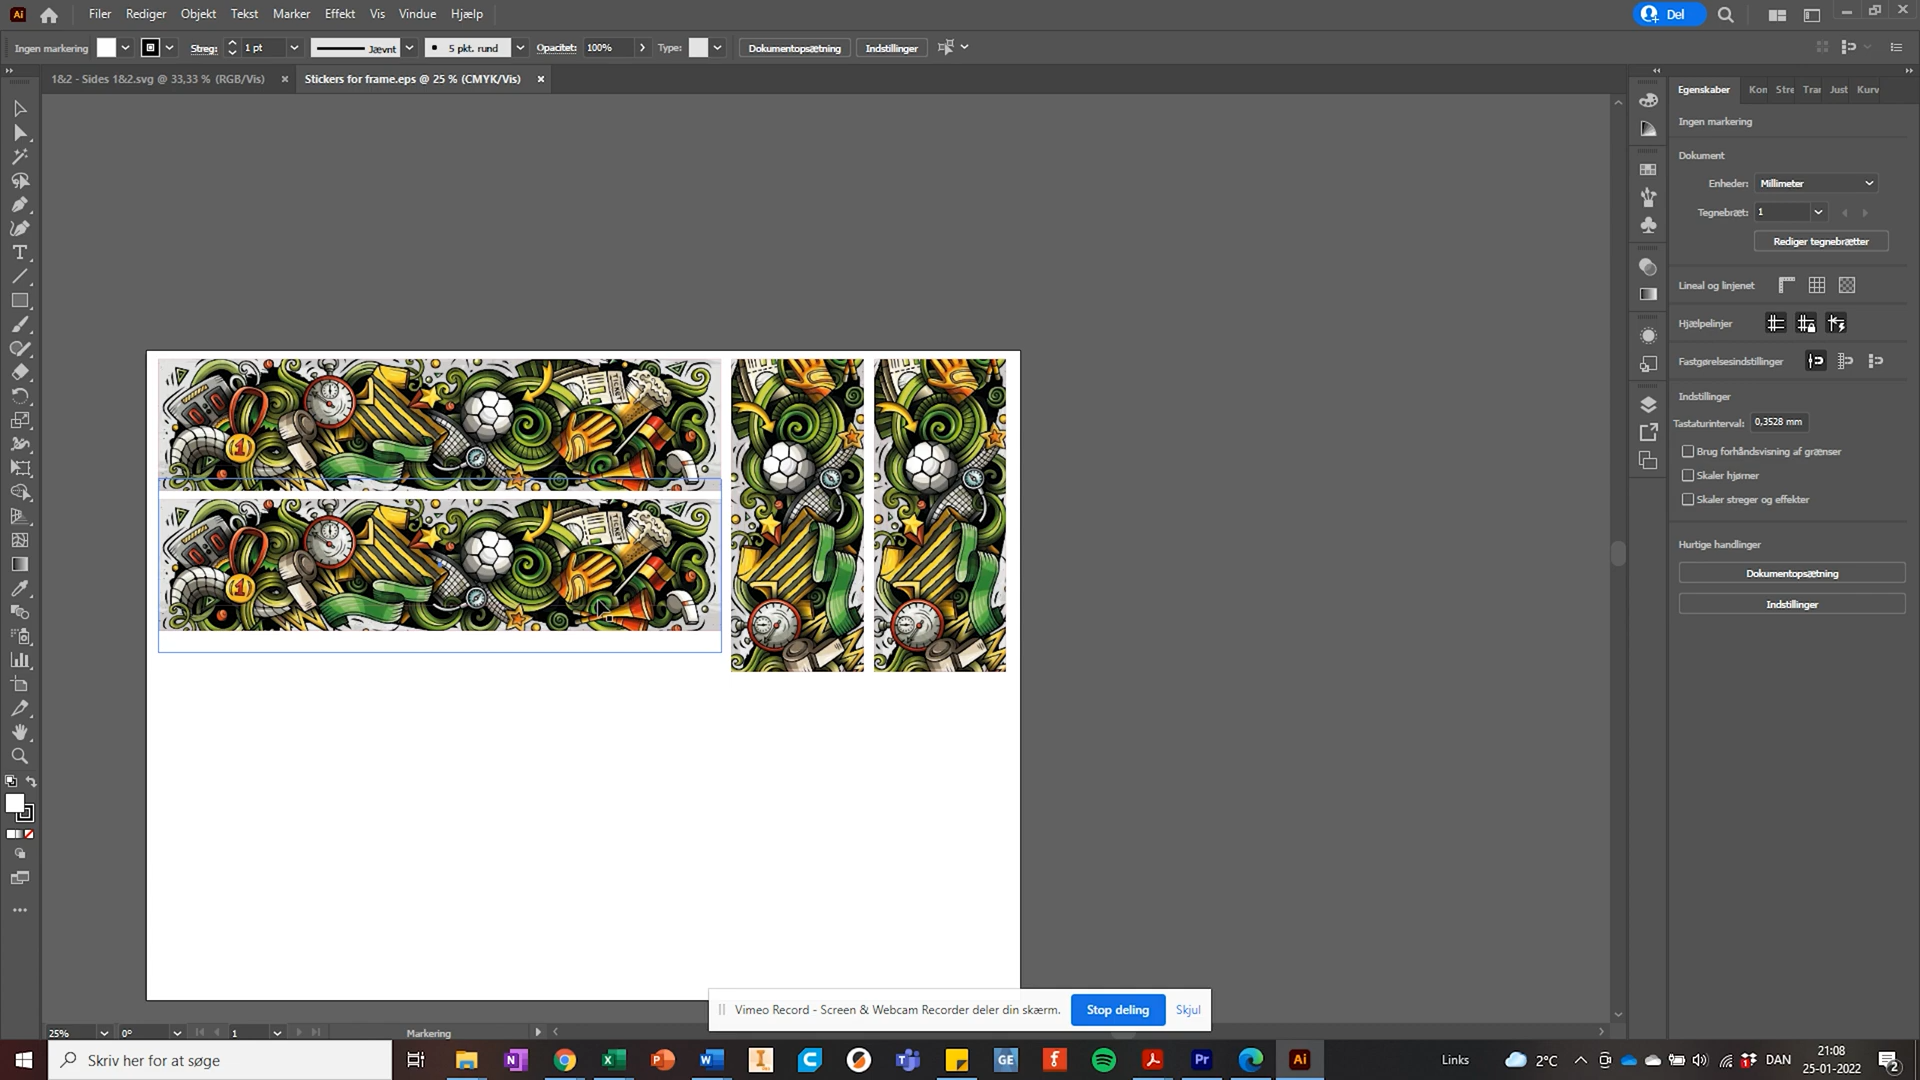 Ai Filer Rediger Objekt Tekst Marker Effekt Vis Vindue Hjælp Del
Ingen markering Streg: 1 pt Jævnt 5 pkt. rund Opacitet: 100% Type: Dokumentopsætning Indstillinger
1&2 - Sides 1&2.svg @ 33,33 % (RGB/Vis) × Stickers for frame.eps @ 25 % (CMYK/Vis) ×
Egenskaber Kon Stre Tran Just Kurv
Ingen markering
Dokument
Enheder: Millimeter
Tegnebræt: 1
Rediger tegnebrætter
Lineal og linjenet
Hjælpelinjer
Fastgørelsesindstillinger
Indstillinger
Tastaturinterval: 0,3528 mm
Brug forhåndsvisning af grænser
Skaler hjørner
Skaler streger og effekter
Hurtige handlinger
Dokumentopsætning
Indstillinger
Vimeo Record - Screen & Webcam Recorder deler din skærm. Stop deling Skjul
25% 0° 1 Markering
Skriv her for at søge
Links 2°C DAN 21:08
25-01-2022 2